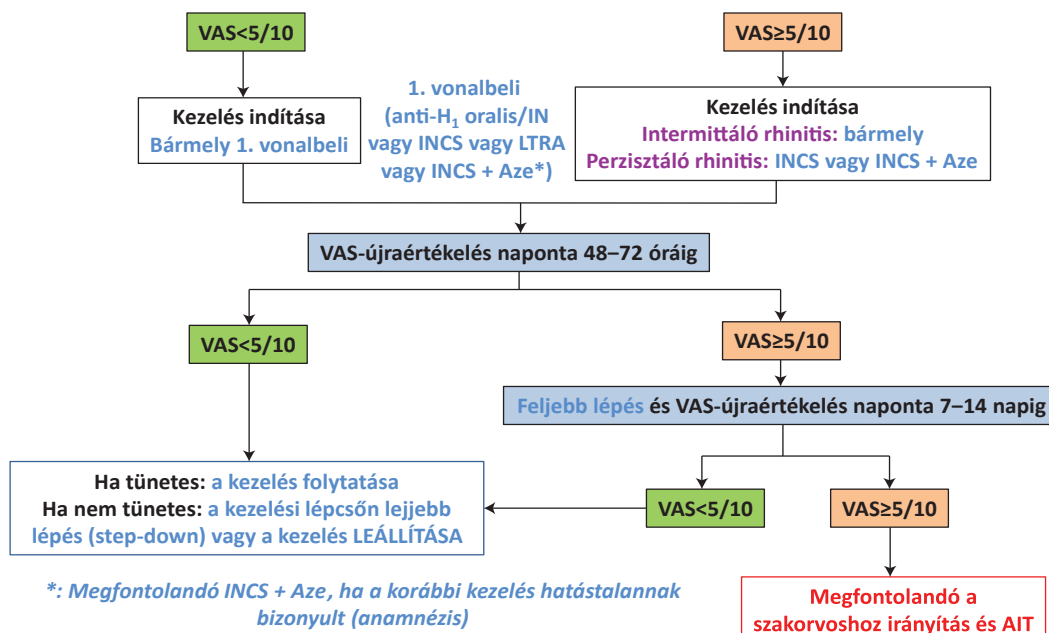 VAS<5/10
VAS≥5/10
Kezelés indítása
Bármely 1. vonalbeli
1. vonalbeli
(anti-H₁ oralis/IN
vagy INCS vagy LTRA
vagy INCS + Aze*)
Kezelés indítása
Intermittáló rhinitis: bármely
Perzisztáló rhinitis: INCS vagy INCS + Aze
VAS-újraértékelés naponta 48–72 óráig
VAS<5/10
VAS≥5/10
Feljebb lépés és VAS-újraértékelés naponta 7–14 napig
Ha tünetes: a kezelés folytatása
Ha nem tünetes: a kezelési lépcsőn lejjebb
lépés (step-down) vagy a kezelés LEÁLLÍTÁSA
VAS<5/10
VAS≥5/10
*: Megfontolandó INCS + Aze, ha a korábbi kezelés hatástalannak
bizonyult (anamnézis)
Megfontolandó a
szakorvoshoz irányítás és AIT